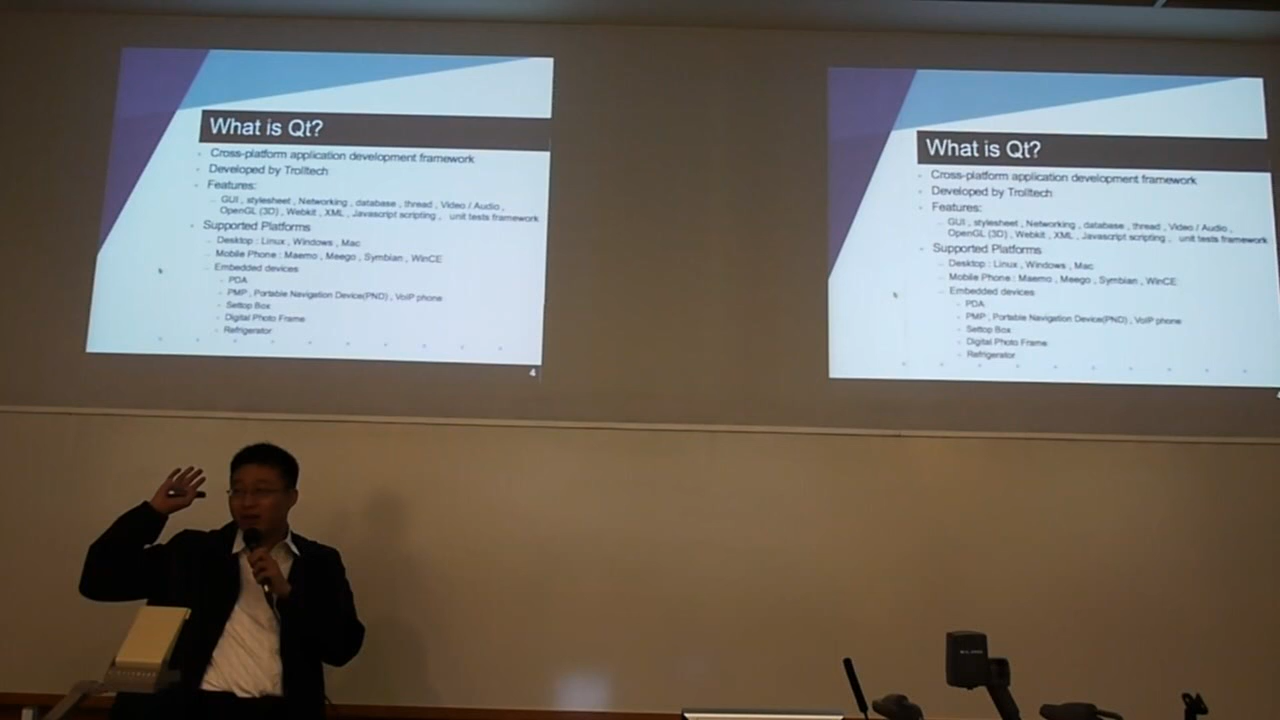 What is Qt?
Cross-platform application development framework
Developed by Trolltech
Features:
GUI , stylesheet , Networking , database , thread , Video / Audio ,
OpenGL (3D) , Webkit , XML , Javascript scripting , unit tests framework
Supported Platforms
Desktop : Linux , Windows , Mac
Mobile Phone : Maemo , Meego , Symbian , WinCE
Embedded devices
PDA
PMP , Portable Navigation Device(PND) , VoIP phone
Settop Box
Digital Photo Frame
Refrigerator
4
What is Qt?
Cross-platform application development framework
Developed by Trolltech
Features:
GUI , stylesheet , Networking , database , thread , Video / Audio ,
OpenGL (3D) , Webkit , XML , Javascript scripting , unit tests framework
Supported Platforms
Desktop : Linux , Windows , Mac
Mobile Phone : Maemo , Meego , Symbian , WinCE
Embedded devices
PDA
PMP , Portable Navigation Device(PND) , VoIP phone
Settop Box
Digital Photo Frame
Refrigerator